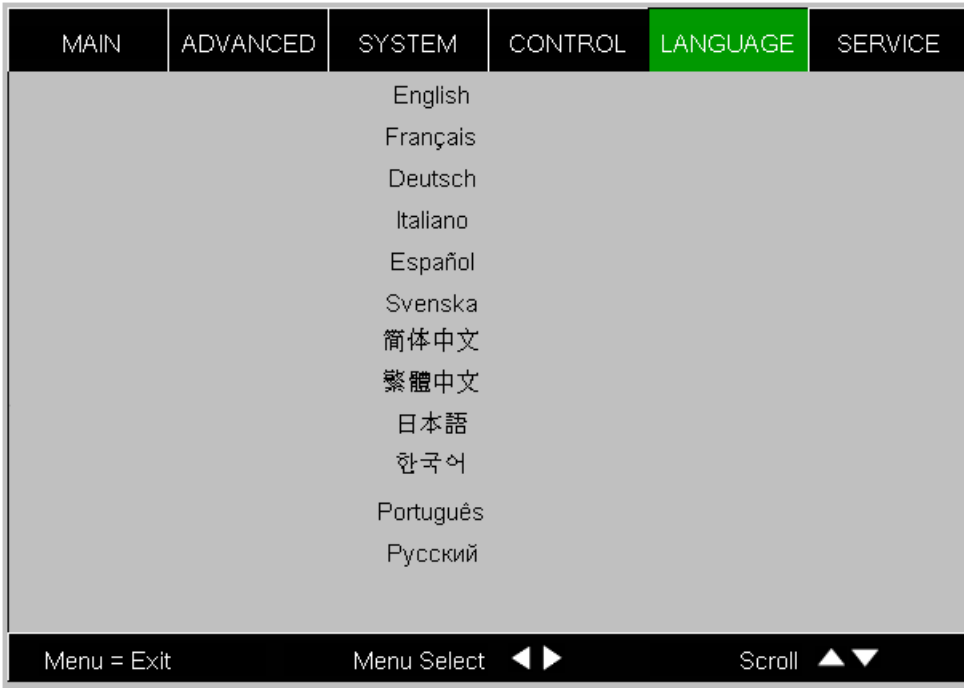 MAIN ADVANCED SYSTEM CONTROL LANGUAGE SERVICE
English
Français
Deutsch
Italiano
Español
Svenska
简体中文
繁體中文
日本語
한국어
Português
Русский
Menu = Exit Menu Select ◀ ▶ Scroll ▲ ▼